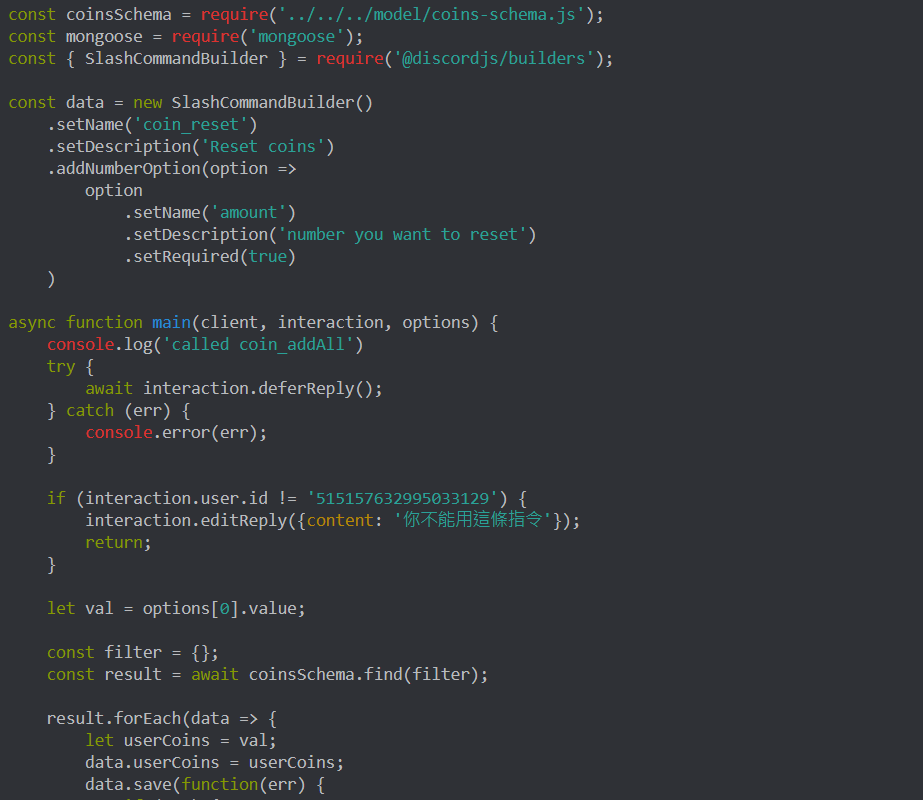 const coinsSchema = require('../../../model/coins-schema.js');
const mongoose = require('mongoose');
const { SlashCommandBuilder } = require('@discordjs/builders');
const data = new SlashCommandBuilder()
    .setName('coin_reset')
    .setDescription('Reset coins')
    .addNumberOption(option =>
        option
            .setName('amount')
            .setDescription('number you want to reset')
            .setRequired(true)
    )
async function main(client, interaction, options) {
    console.log('called coin_addAll')
    try {
        await interaction.deferReply();
    } catch (err) {
        console.error(err);
    }
    if (interaction.user.id != '515157632995033129') {
        interaction.editReply({content: '你不能用這條指令'});
        return;
    }
    let val = options[0].value;
    const filter = {};
    const result = await coinsSchema.find(filter);
    result.forEach(data => {
        let userCoins = val;
        data.userCoins = userCoins;
        data.save(function(err) {